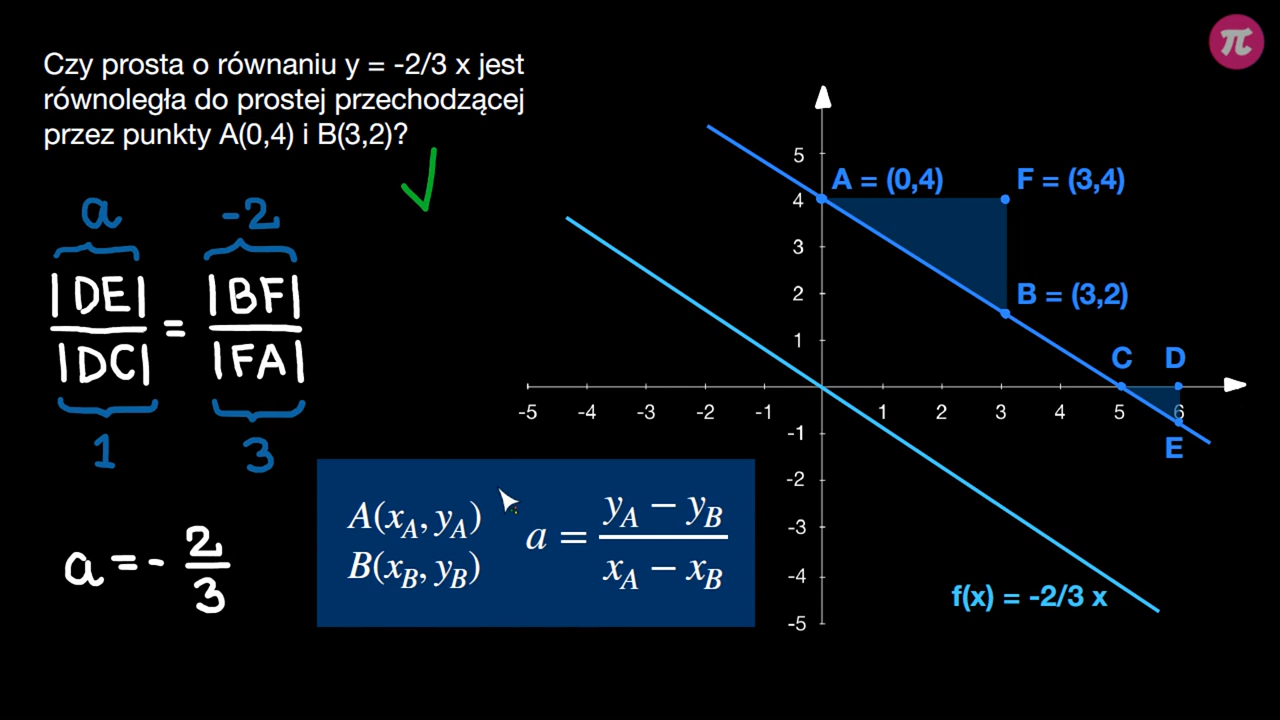 π
Czy prosta o równaniu y = -2/3 x jest
równoległa do prostej przechodzącej
przez punkty A(0,4) i B(3,2)?
a
-2
|DE|
=
|BF|
|DC|
|FA|
1
3
a = - 2/3
A(x_A, y_A)
B(x_B, y_B)
a = (y_A − y_B)/(x_A − x_B)
A = (0,4)
F = (3,4)
B = (3,2)
C
D
E
5
4
3
2
1
-5 -4 -3 -2 -1 1 2 3 4 5 6
-1
-2
-3
-4
-5
f(x) = -2/3 x